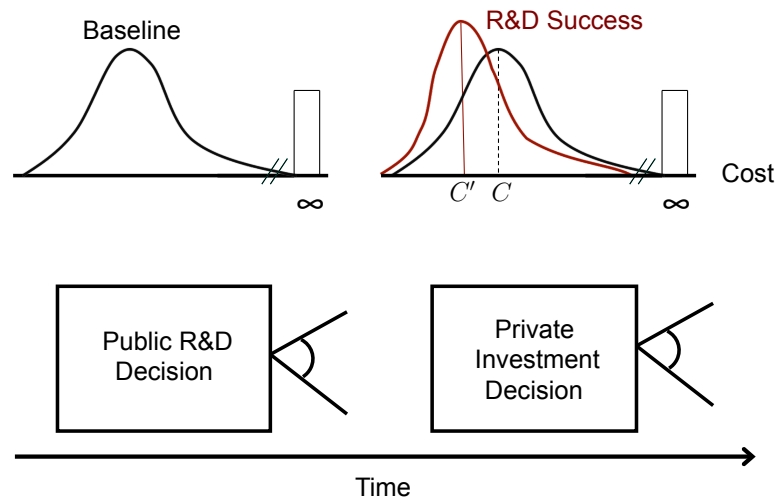 Baseline
R&D Success
C′
C
Cost
∞
∞
Public R&D
Decision
Private
Investment
Decision
Time